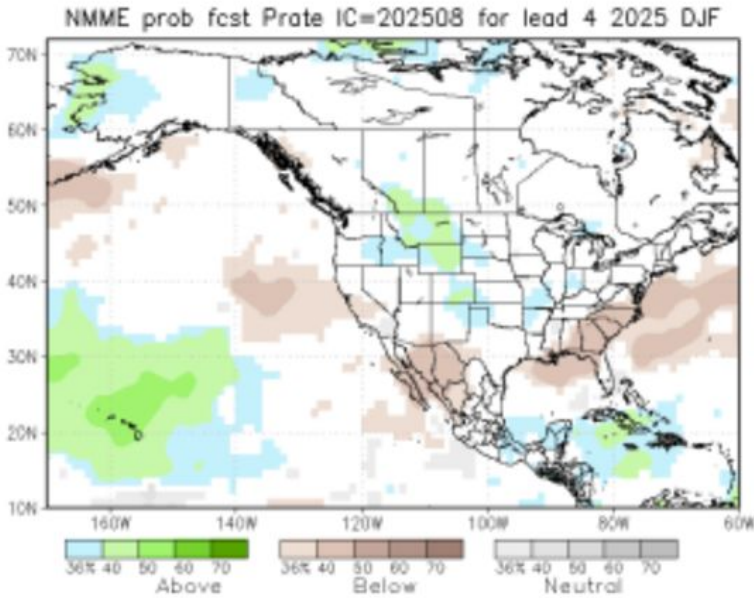 NMME prob fcst Prate IC=202508 for lead 4 2025 DJF
70N
60N
50N
40N
30N
20N
10N
160W 140W 120W 100W 80W 60W
36% 40 50 60 70 36% 40 50 60 70 36% 40 50 60 70
Above Below Neutral